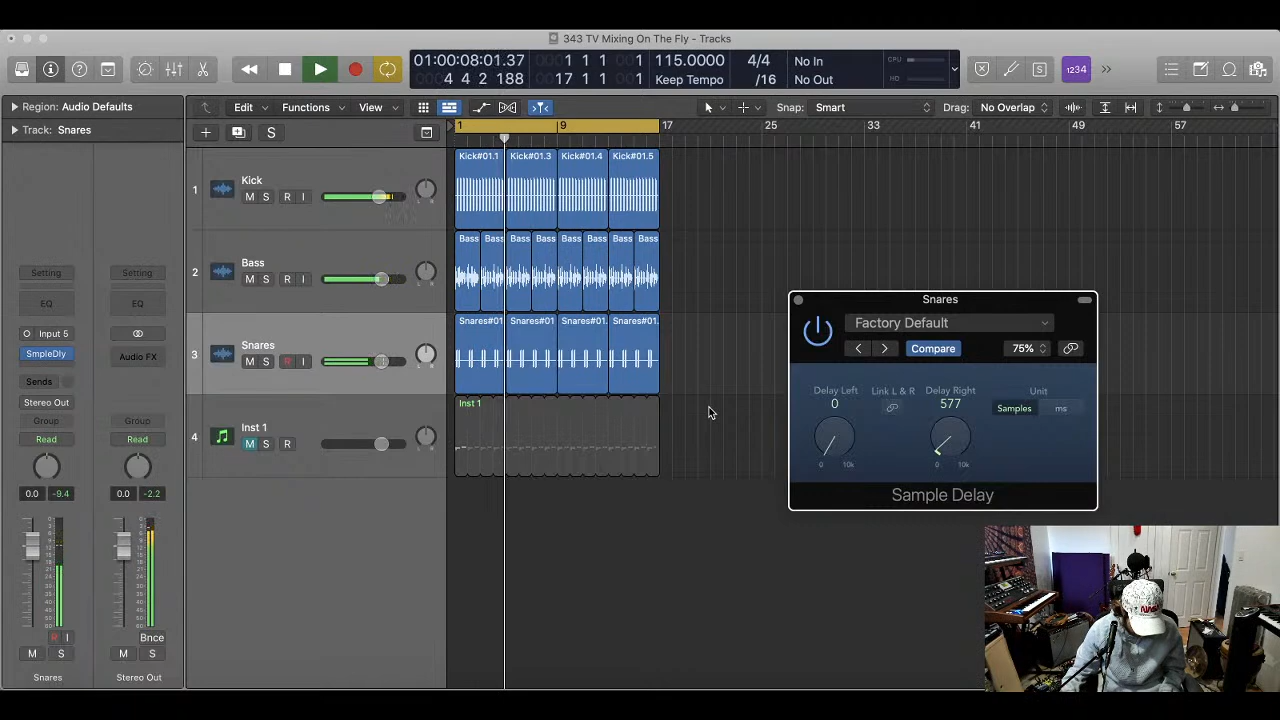 343 TV Mixing On The Fly - Tracks
01:00:08:01.37
4 4 2 188
1 1 1 1
17 1 1 1
115.0000
Keep Tempo
4/4
/16
No In
No Out
CPU
HD
1234
Region: Audio Defaults
Track: Snares
Edit
Functions
View
Snap: Smart
Drag: No Overlap
S
1
9
17
25
33
41
49
57
1
Kick
M S R I
L R
Kick#01.1
Kick#01.3
Kick#01.4
Kick#01.5
2
Bass
M S R I
L R
Bass
Bass
Bass
Bass
Bass
Bass
Bass
Bass
3
Snares
M S R I
L R
Snares#01
Snares#01
Snares#01.
Snares#01.
4
Inst 1
M S R
L R
Inst 1
Setting
Setting
EQ
EQ
Input 5
SmpleDly
Audio FX
Sends
Stereo Out
Group
Group
Read
Read
0.0 -9.4
0.0 -2.2
R I
Bnce
M S
M S
Snares
Stereo Out
Snares
Factory Default
Compare
75%
Delay Left
Link L & R
Delay Right
Unit
0
577
Samples
ms
0 10k
0 10k
Sample Delay